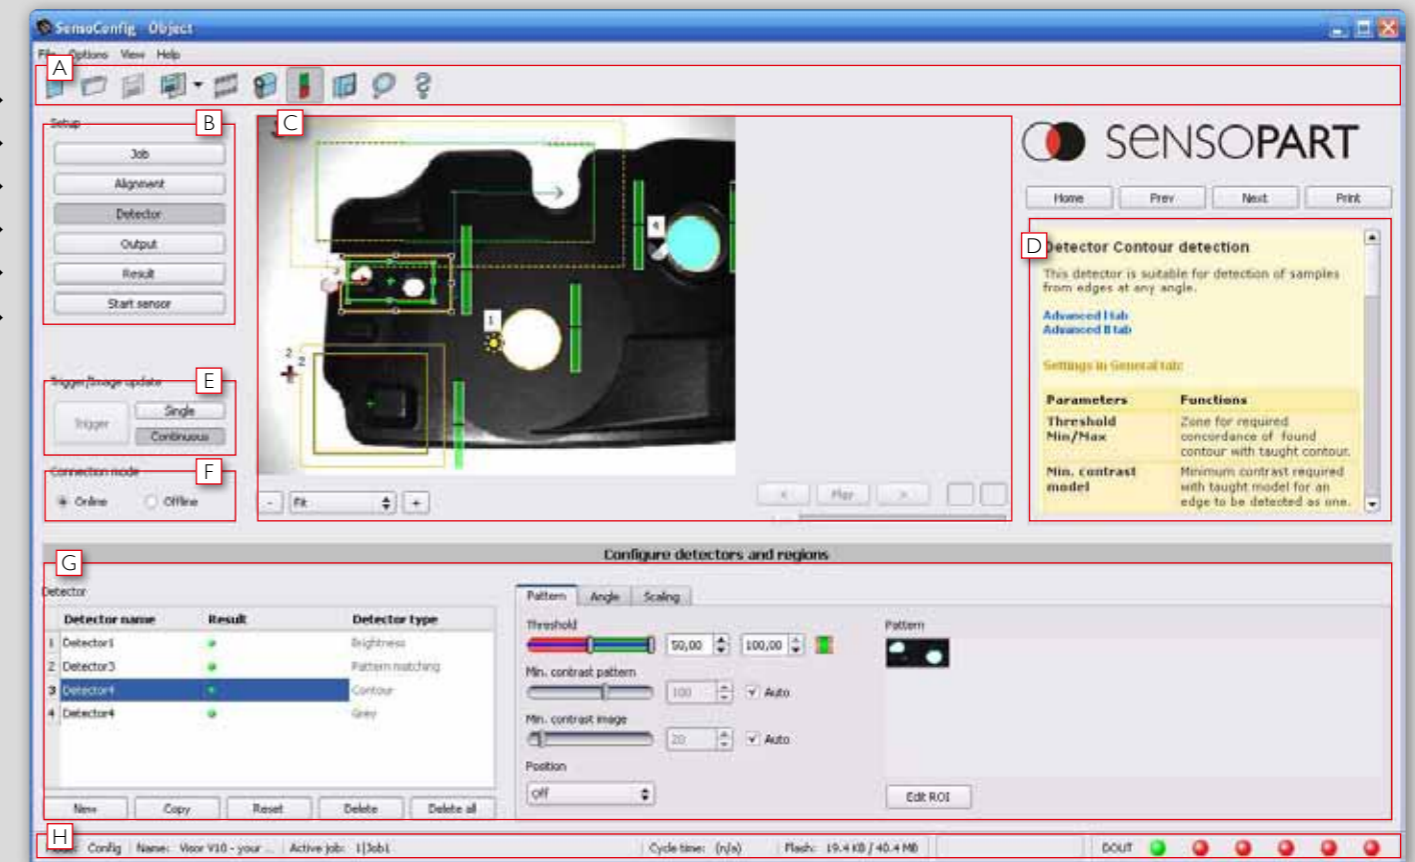 SensoConfig - Object
File Options View Help
A
Setup
B
C
Job
Alignment
Detector
Output
Result
Start sensor
4
1
2
2
SENSOPART
Home Prev Next Print
D
Detector Contour detection
This detector is suitable for detection of samples
from edges at any angle.
Advanced I tab
Advanced II tab
Settings in General tab:
Parameters Functions
Threshold Min/Max Zone for required concordance of found contour with taught contour.
Min. contrast model Minimum contrast required with taught model for an edge to be detected as one.
Trigger/Image update
E
Trigger
Single
Continuous
Connection mode
F
Online Offline
- Fit +
< Play >
Configure detectors and regions
G
Detector
Detector name Result Detector type
1 Detector1 Brightness
2 Detector3 Pattern matching
3 Detector4 Contour
4 Detector4 Grey
New Copy Reset Delete Delete all
Pattern Angle Scaling
Threshold
50,00 100,00
Min. contrast pattern
100 Auto
Min. contrast image
20 Auto
Position
Off
Pattern
Edit ROI
H
Config Name: Visor V10 - your ... Active job: 1|Job1 Cycle time: (n/a) Flash: 19.4 KB / 40.4 MB DOUT